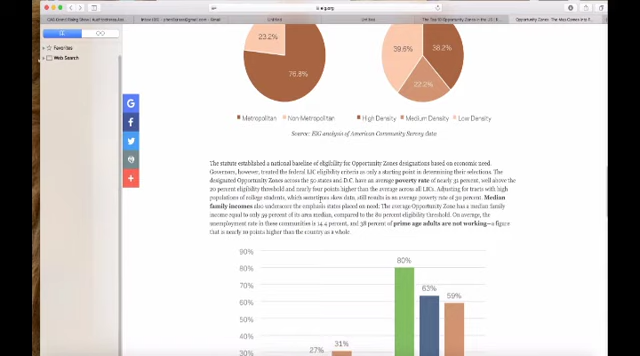 eig.org
Untitled
Untitled
Favorites
Web Search
23.2%
76.8%
39.6%
38.2%
22.2%
Metropolitan Non-Metropolitan
High Density Medium Density Low Density
Source: EIG analysis of American Community Survey data
The statute established a national baseline of eligibility for Opportunity Zones designations based on economic need.
Governors, however, treated the federal LIC eligibility criteria as only a starting point in determining their selections. The
designated Opportunity Zones across the 50 states and D.C. have an average poverty rate of nearly 31 percent, well above the
20 percent eligibility threshold and nearly four points higher than the average across all LICs. Adjusting for tracts with high
populations of college students, which sometimes skew data, still results in an average poverty rate of 30 percent. Median
family incomes also underscore the emphasis states placed on need: The average Opportunity Zone has a median family
income equal to only 59 percent of its area median, compared to the 80 percent eligibility threshold. On average, the
unemployment rate in these communities is 14.4 percent, and 38 percent of prime age adults are not working—a figure
that is nearly 10 points higher than the country as a whole.
90%
80%
70%
60%
50%
40%
30%
27%
31%
80%
63%
59%